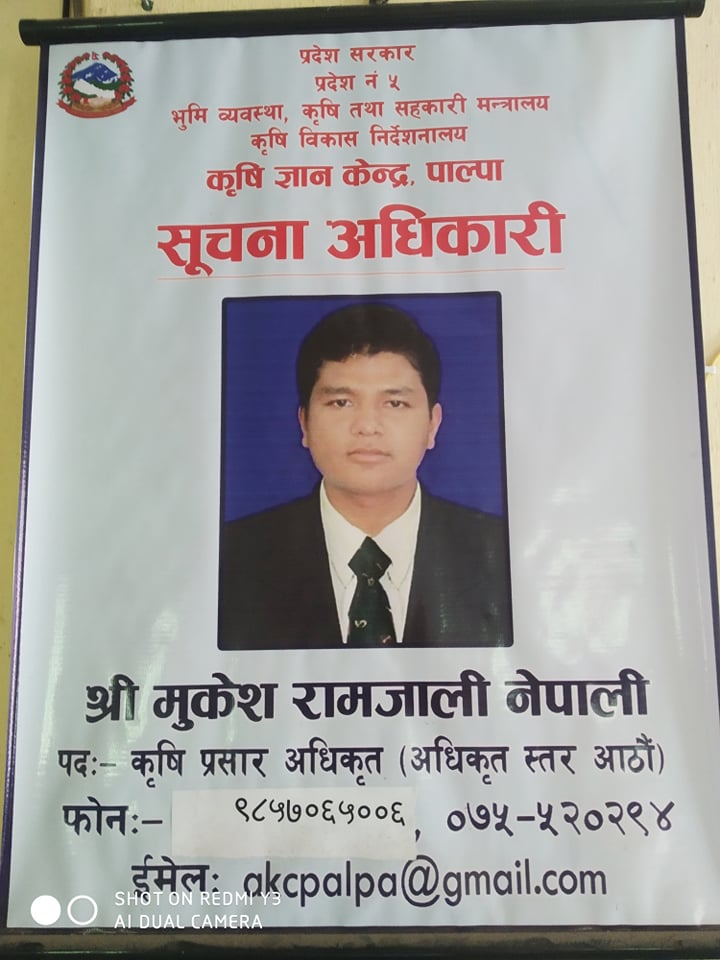 प्रदेश सरकार
प्रदेश नं ५
भुमि व्यवस्था, कृषि तथा सहकारी मन्त्रालय
कृषि विकास निर्देशनालय
कृषि ज्ञान केन्द्र, पाल्पा
सूचना अधिकारी
श्री मुकेश रामजाली नेपाली
पदः- कृषि प्रसार अधिकृत (अधिकृत स्तर आठौं)
फोनः- ९८५७०६५००६, ०७५-५२०२९४
ईमेलः akcpalpa@gmail.com
SHOT ON REDMI Y3
AI DUAL CAMERA